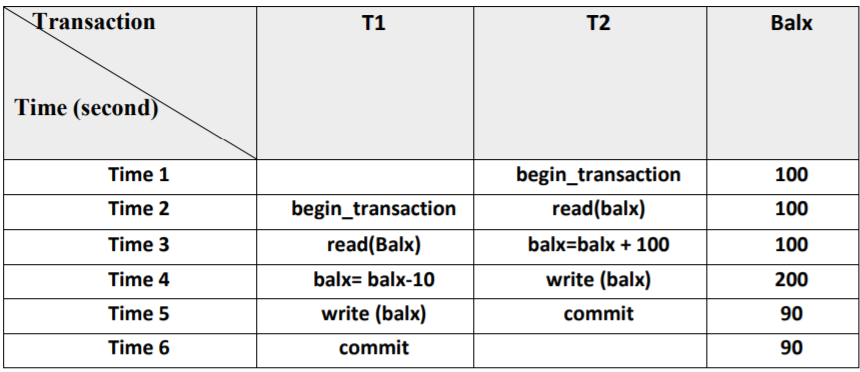 Transaction T1 T2 Balx
Time (second)
Time 1 begin_transaction 100
Time 2 begin_transaction read(balx) 100
Time 3 read(Balx) balx=balx + 100 100
Time 4 balx= balx-10 write (balx) 200
Time 5 write (balx) commit 90
Time 6 commit 90